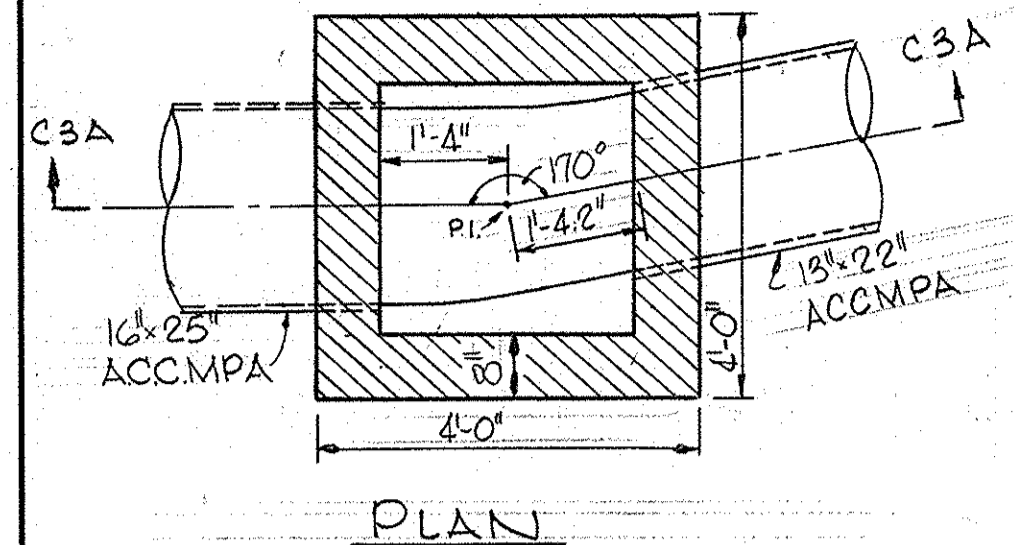 C3A
C3A
1'-4"
170°
P.I.
1'-4.2"
16"x25"
A.C.C.MPA
13"x22"
ACCMPA
8"
4'-0"
4'-0"
PLAN